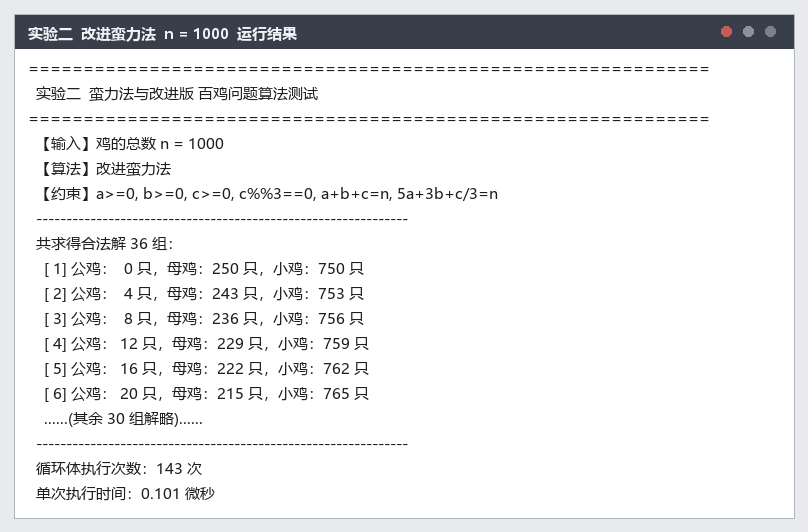 实验二  改进蛮力法  n = 1000  运行结果
==============================================================
实验二  蛮力法与改进版 百鸡问题算法测试
==============================================================
【输入】鸡的总数 n = 1000
【算法】改进蛮力法
【约束】a>=0, b>=0, c>=0, c%%3==0, a+b+c=n, 5a+3b+c/3=n
--------------------------------------------------------------
共求得合法解 36 组：
[ 1] 公鸡：  0 只，母鸡：250 只，小鸡：750 只
[ 2] 公鸡：  4 只，母鸡：243 只，小鸡：753 只
[ 3] 公鸡：  8 只，母鸡：236 只，小鸡：756 只
[ 4] 公鸡： 12 只，母鸡：229 只，小鸡：759 只
[ 5] 公鸡： 16 只，母鸡：222 只，小鸡：762 只
[ 6] 公鸡： 20 只，母鸡：215 只，小鸡：765 只
......(其余 30 组解略)......
--------------------------------------------------------------
循环体执行次数：143 次
单次执行时间：0.101 微秒